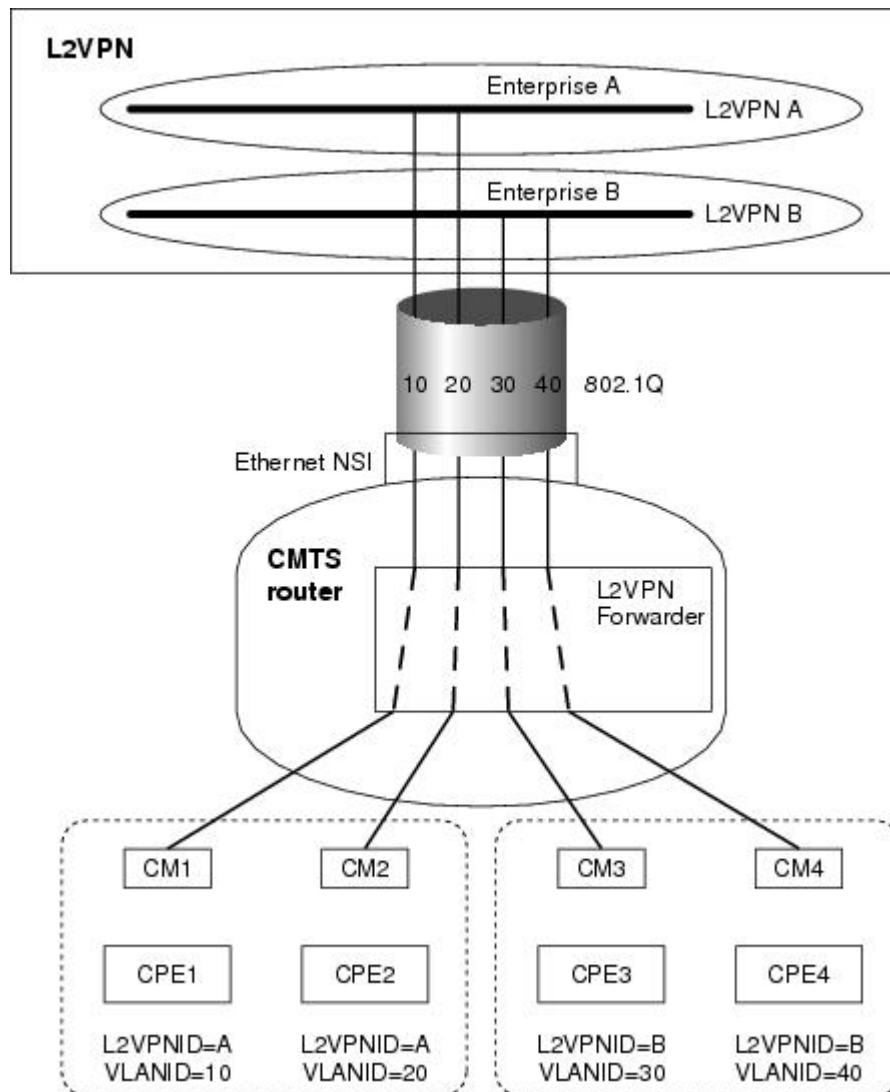 L2VPN
Enterprise A
L2VPN A
Enterprise B
L2VPN B
10 20 30 40 802.1Q
Ethernet NSI
CMTS
router
L2VPN
Forwarder
CM1 CM2 CM3 CM4
CPE1 CPE2 CPE3 CPE4
L2VPNID=A L2VPNID=A L2VPNID=B L2VPNID=B
VLANID=10 VLANID=20 VLANID=30 VLANID=40